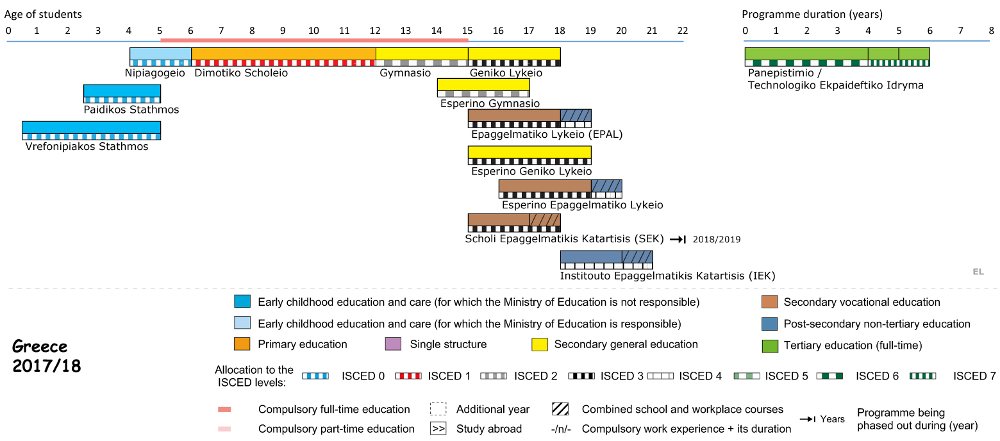 Age of students
Programme duration (years)
0 1 2 3 4 5 6 7 8 9 10 11 12 13 14 15 16 17 18 19 20 21 22
0 1 2 3 4 5 6 7 8
Nipiagogeio
Dimotiko Scholeio
Gymnasio
Geniko Lykeio
Panepistimio /
Technologiko Ekpaideftiko Idryma
Esperino Gymnasio
Paidikos Stathmos
Epaggelmatiko Lykeio (EPAL)
Vrefonipiakos Stathmos
Esperino Geniko Lykeio
Esperino Epaggelmatiko Lykeio
Scholi Epaggelmatikis Katartisis (SEK) 2018/2019
Institouto Epaggelmatikis Katartisis (IEK)
EL
Greece
2017/18
Early childhood education and care (for which the Ministry of Education is not responsible)
Secondary vocational education
Early childhood education and care (for which the Ministry of Education is responsible)
Post-secondary non-tertiary education
Primary education
Single structure
Secondary general education
Tertiary education (full-time)
Allocation to the
ISCED levels:
ISCED 0
ISCED 1
ISCED 2
ISCED 3
ISCED 4
ISCED 5
ISCED 6
ISCED 7
Compulsory full-time education
Additional year
Combined school and workplace courses
Years
Programme being
phased out during (year)
Compulsory part-time education
>> Study abroad
-/n/- Compulsory work experience + its duration